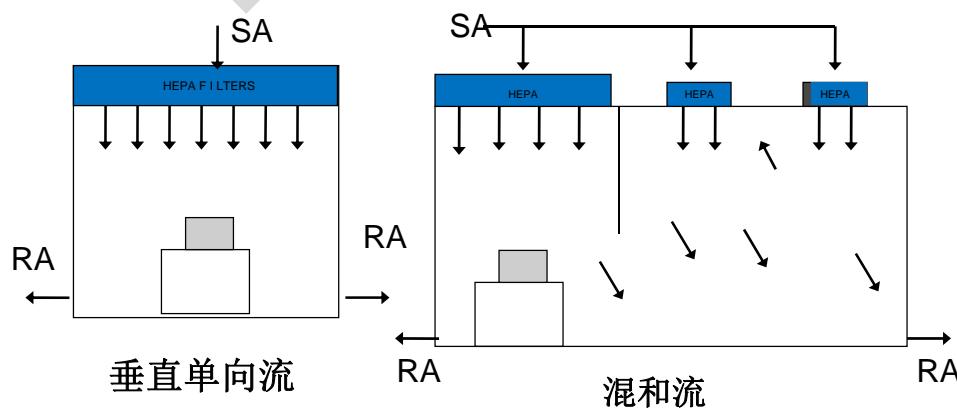 SA
HEPA F I LTERS
RA
RA
垂直单向流
SA
HEPA
HEPA
HEPA
RA
RA
混和流